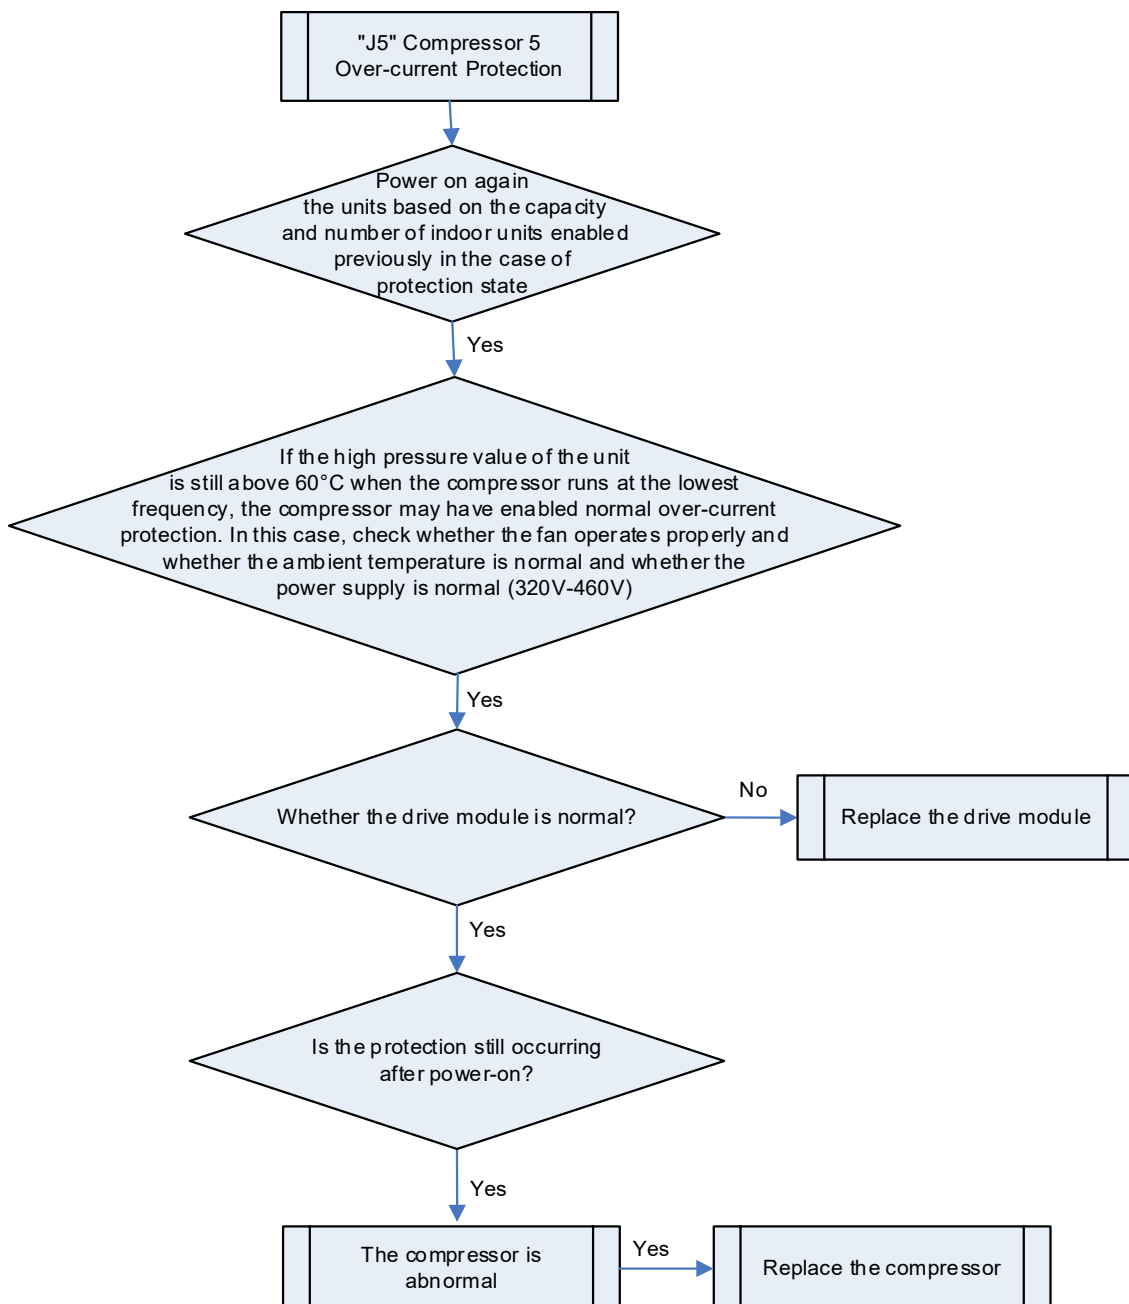 "J5" Compressor 5
Over-current Protection
Power on again
the units based on the capacity
and number of indoor units enabled
previously in the case of
protection state
Yes
If the high pressure value of the unit
is still above 60°C when the compressor runs at the lowest
frequency, the compressor may have enabled normal over-current
protection. In this case, check whether the fan operates properly and
whether the ambient temperature is normal and whether the
power supply is normal (320V-460V)
Yes
Whether the drive module is normal?
No
Replace the drive module
Yes
Is the protection still occurring
after power-on?
Yes
The compressor is
abnormal
Yes
Replace the compressor